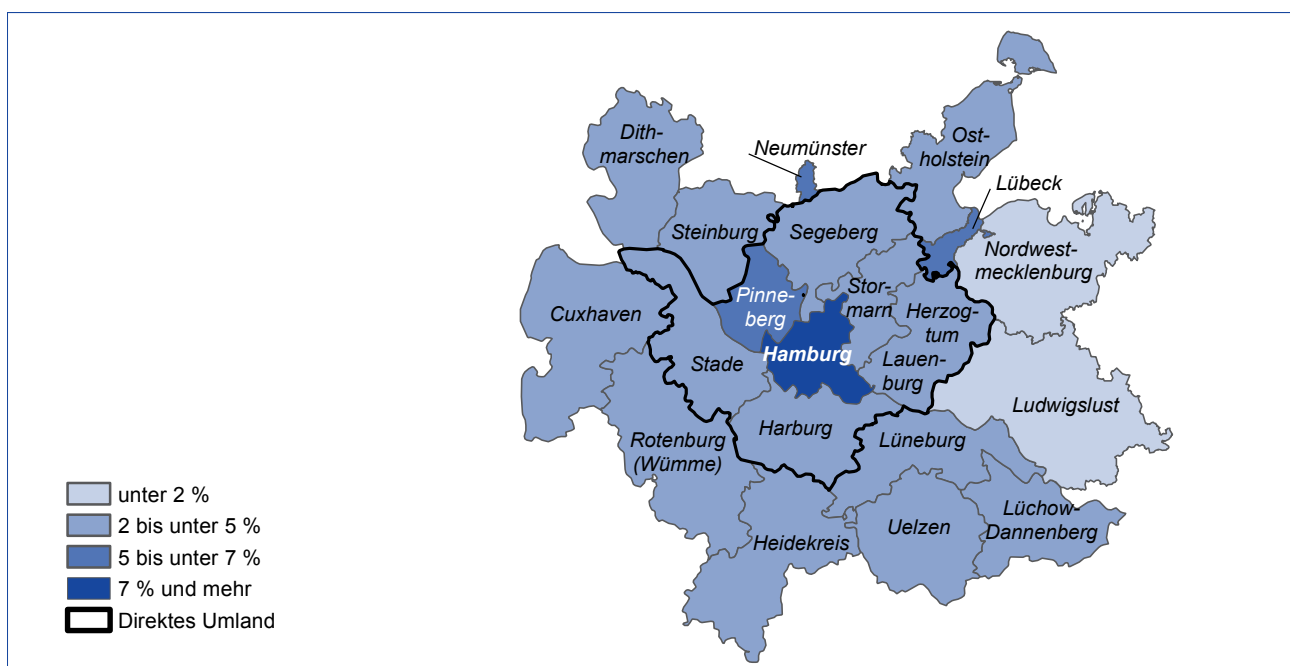 Dith-
marschen
Neumünster
Ost-
holstein
Lübeck
Steinburg
Segeberg
Nordwest-
mecklenburg
Cuxhaven
Pinne-
berg
Stor-
marn
Herzog-
tum
Lauen-
burg
Hamburg
Stade
Ludwigslust
Harburg
Lüneburg
Rotenburg
(Wümme)
Heidekreis
Uelzen
Lüchow-
Dannenberg
unter 2 %
2 bis unter 5 %
5 bis unter 7 %
7 % und mehr
Direktes Umland